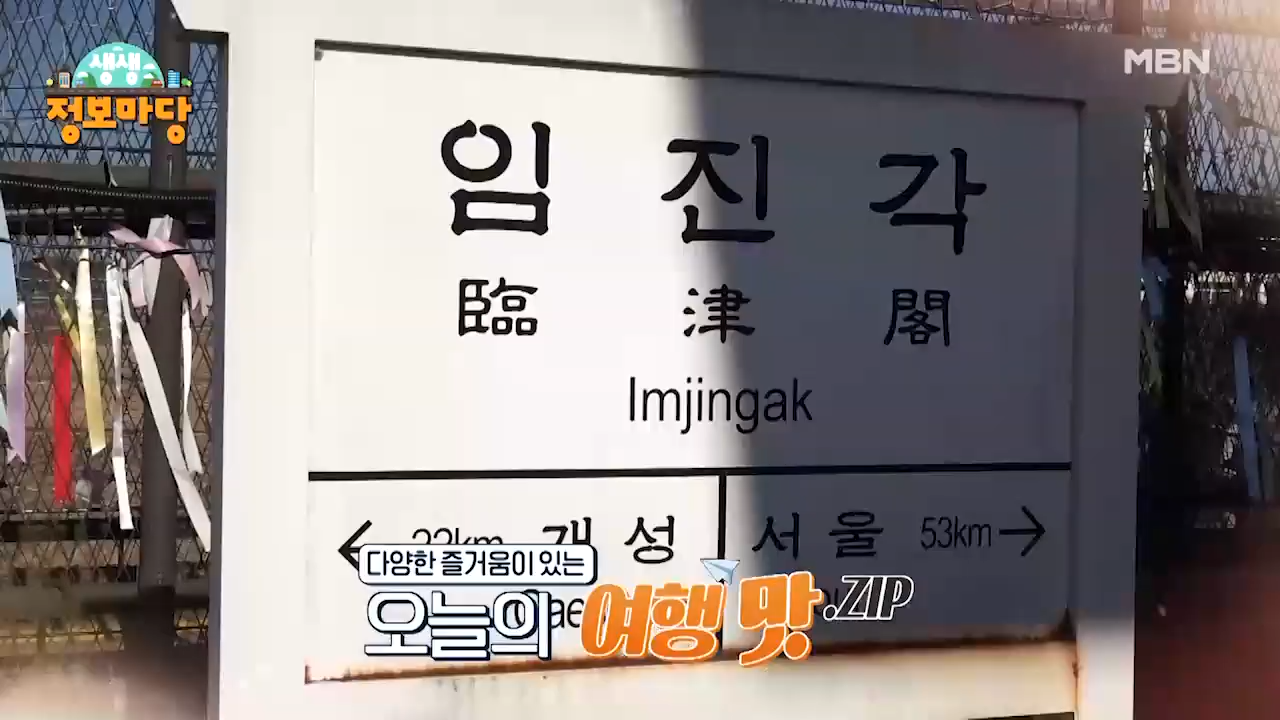 생생
정보마당
MBN
임진각
臨津閣
Imjingak
← 22km 개성
서울 53km →
다양한 즐거움이 있는
오늘의 여행 맛.ZIP